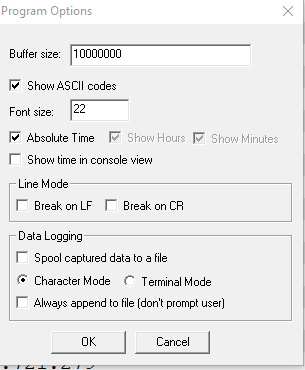 Program Options
Buffer size: 10000000
Show ASCII codes
Font size: 22
Absolute Time Show Hours Show Minutes
Show time in console view
Line Mode
Break on LF Break on CR
Data Logging
Spool captured data to a file
Character Mode Terminal Mode
Always append to file (don't prompt user)
OK Cancel